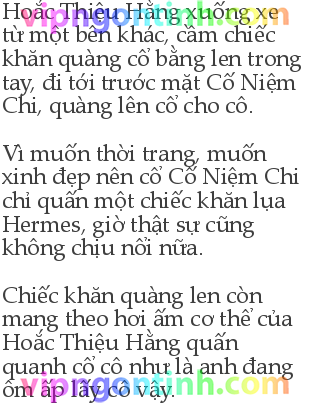 Hoắc Thiệu Hằng xuống xe
từ một bên khác, cầm chiếc
khăn quàng cổ bằng len trong
tay, đi tới trước mặt Cố Niệm
Chi, quàng lên cổ cho cô.

Vì muốn thời trang, muốn
xinh đẹp nên cổ Cố Niệm Chi
chỉ quấn một chiếc khăn lụa
Hermes, giờ thật sự cũng
không chịu nổi nữa.

Chiếc khăn quàng len còn
mang theo hơi ấm cơ thể của
Hoắc Thiệu Hằng quấn
quanh cổ cô như là anh đang
ôm ấp lấy cô vậy.
vipngontinh.com
vipngontinh.com